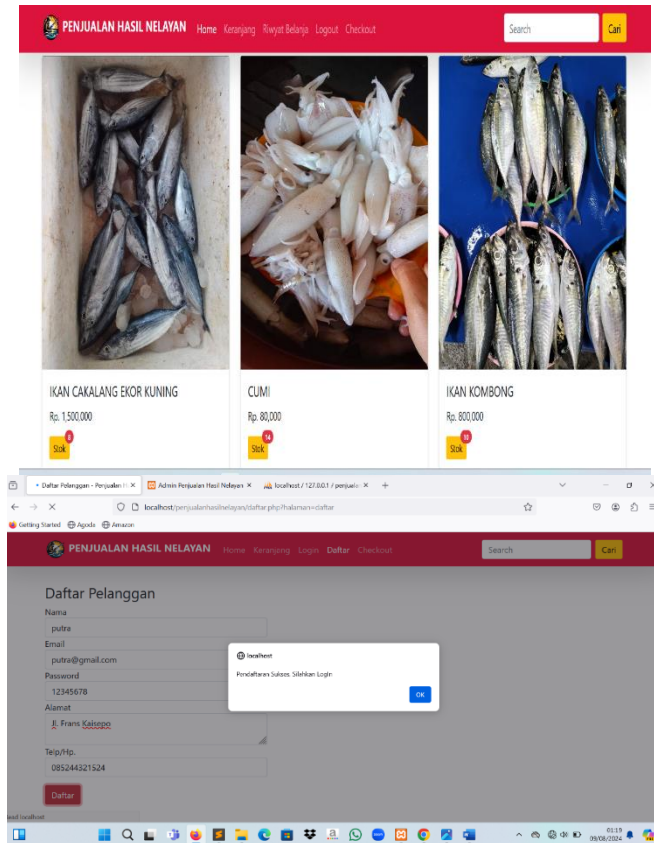 PENJUALAN HASIL NELAYAN Home Keranjang Riwyat Belanja Logout Checkout Search Cari
IKAN CAKALANG EKOR KUNING
Rp. 1,500,000
Stok 8
CUMI
Rp. 80,000
Stok 14
IKAN KOMBONG
Rp. 800,000
Stok 10
Daftar Pelanggan - Penjualan H Admin Penjualan Hasil Nelayan localhost / 127.0.0.1 / penjuala
localhost/penjualanhasilnelayan/daftar.php?halaman=daftar
Getting Started Agoda Amazon
PENJUALAN HASIL NELAYAN Home Keranjang Login Daftar Checkout Search Cari
Daftar Pelanggan
Nama
putra
Email
putra@gmail.com
Password
12345678
Alamat
Jl. Frans Kaisepo
Telp/Hp.
085244321524
Daftar
localhost
Pendaftaran Sukses, Silahkan Login
OK
localhost
01:19
09/08/2024